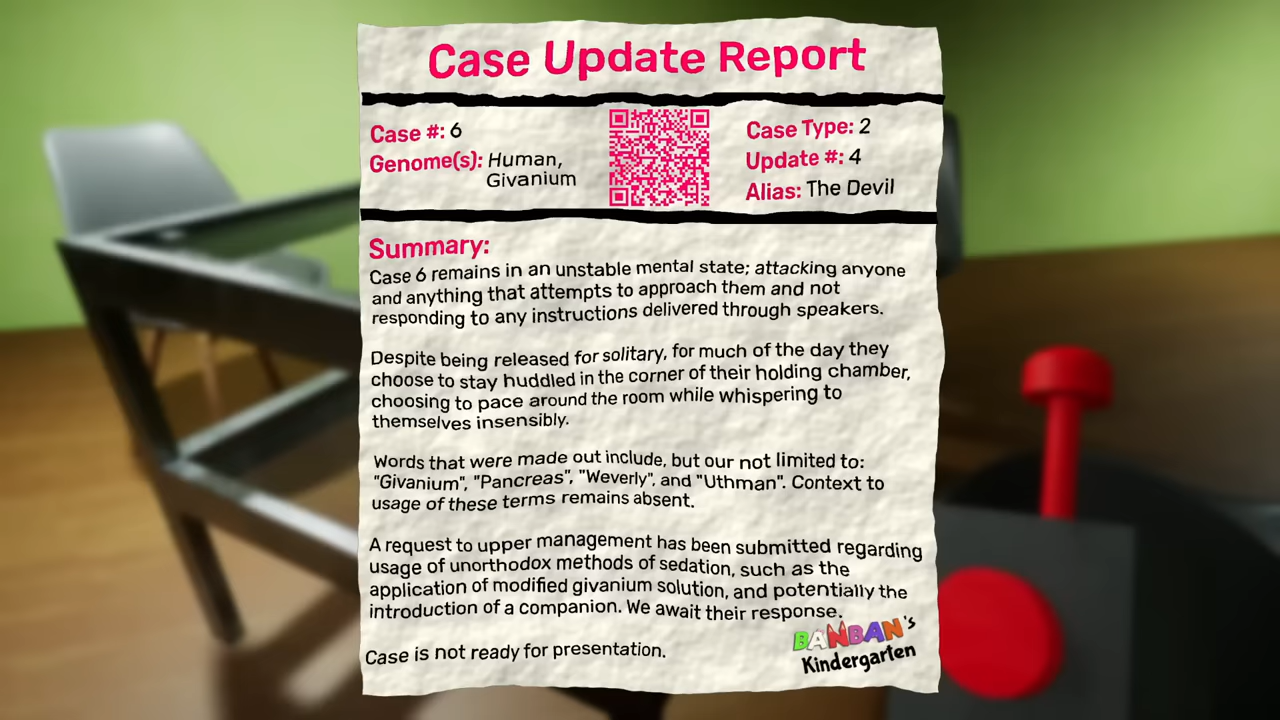 Case Update Report
Case #: 6
Genome(s): Human,
Givanium
Case Type: 2
Update #: 4
Alias: The Devil
Summary:
Case 6 remains in an unstable mental state; attacking anyone
and anything that attempts to approach them and not
responding to any instructions delivered through speakers.
Despite being released for solitary, for much of the day they
choose to stay huddled in the corner of their holding chamber,
choosing to pace around the room while whispering to
themselves insensibly.
Words that were made out include, but our not limited to:
"Givanium", "Pancreas", "Weverly", and "Uthman". Context to
usage of these terms remains absent.
A request to upper management has been submitted regarding
usage of unorthodox methods of sedation, such as the
application of modified givanium solution, and potentially the
introduction of a companion. We await their response.
Case is not ready for presentation.
BANBAN's
Kindergarten